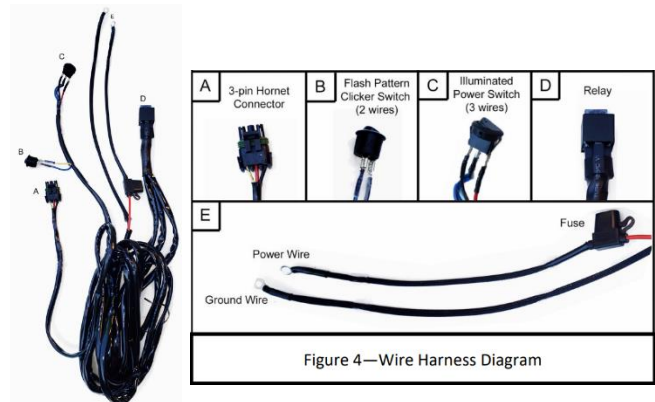 C
D
B
A
A
3-pin Hornet
Connector
B
Flash Pattern
Clicker Switch
(2 wires)
C
Illuminated
Power Switch
(3 wires)
D
Relay
E
Fuse
Power Wire
Ground Wire
Figure 4—Wire Harness Diagram